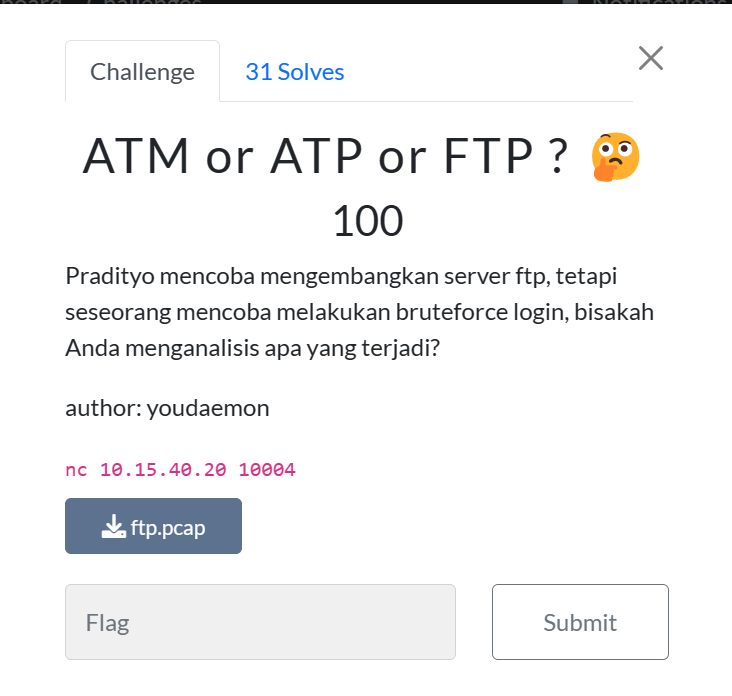 Challenge
31 Solves
ATM or ATP or FTP ? 🤔
100
Pradityo mencoba mengembangkan server ftp, tetapi
seseorang mencoba melakukan bruteforce login, bisakah
Anda menganalisis apa yang terjadi?
author: youdaemon
nc 10.15.40.20 10004
ftp.pcap
Flag
Submit